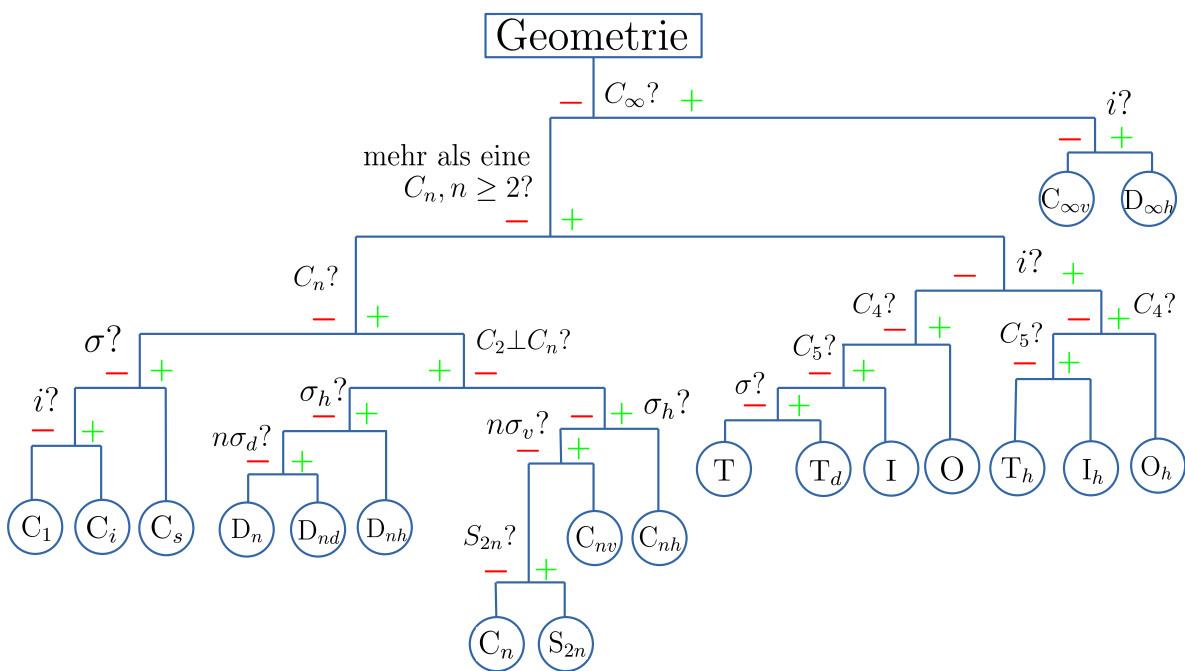 Geometrie
− C∞? +
i?
− +
mehr als eine
Cₙ, n ≥ 2?
− +
C∞v D∞h
Cₙ?
− +
i?
− +
C₄?
− +
C₄?
− +
σ?
− +
C₂⊥Cₙ?
+ −
C₅?
− +
C₅?
− +
i?
− +
σₕ?
− +
σₕ?
− +
σ?
− +
nσd?
− +
nσᵥ?
− +
T Td I O Tₕ Iₕ Oₕ
C₁ Cᵢ Cₛ Dₙ Dnd Dnh
S₂ₙ?
− +
Cnv Cnh
Cₙ S₂ₙ